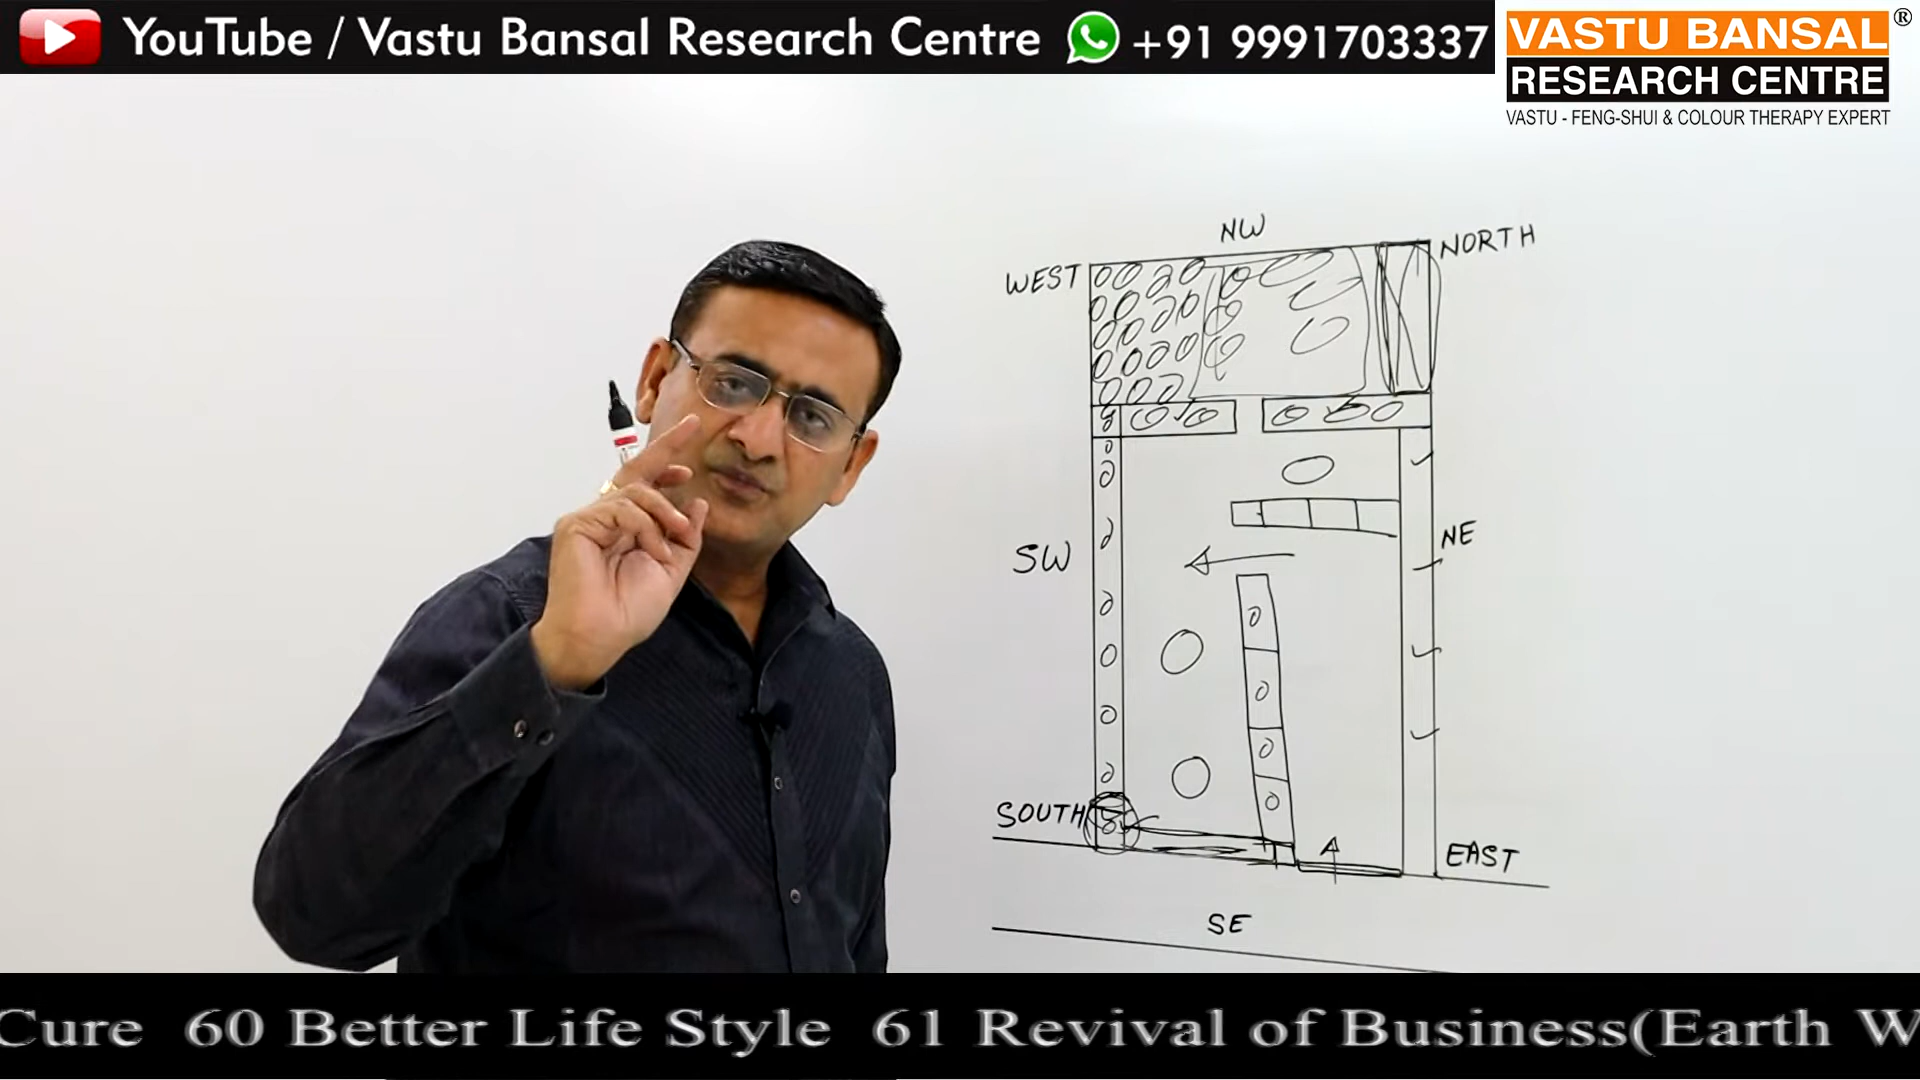 YouTube / Vastu Bansal Research Centre +91 9991703337
VASTU BANSAL ®
RESEARCH CENTRE
VASTU - FENG-SHUI & COLOUR THERAPY EXPERT
NW
NORTH
WEST
NE
SW
SOUTH
EAST
SE
Cure 60 Better Life Style 61 Revival of Business(Earth W